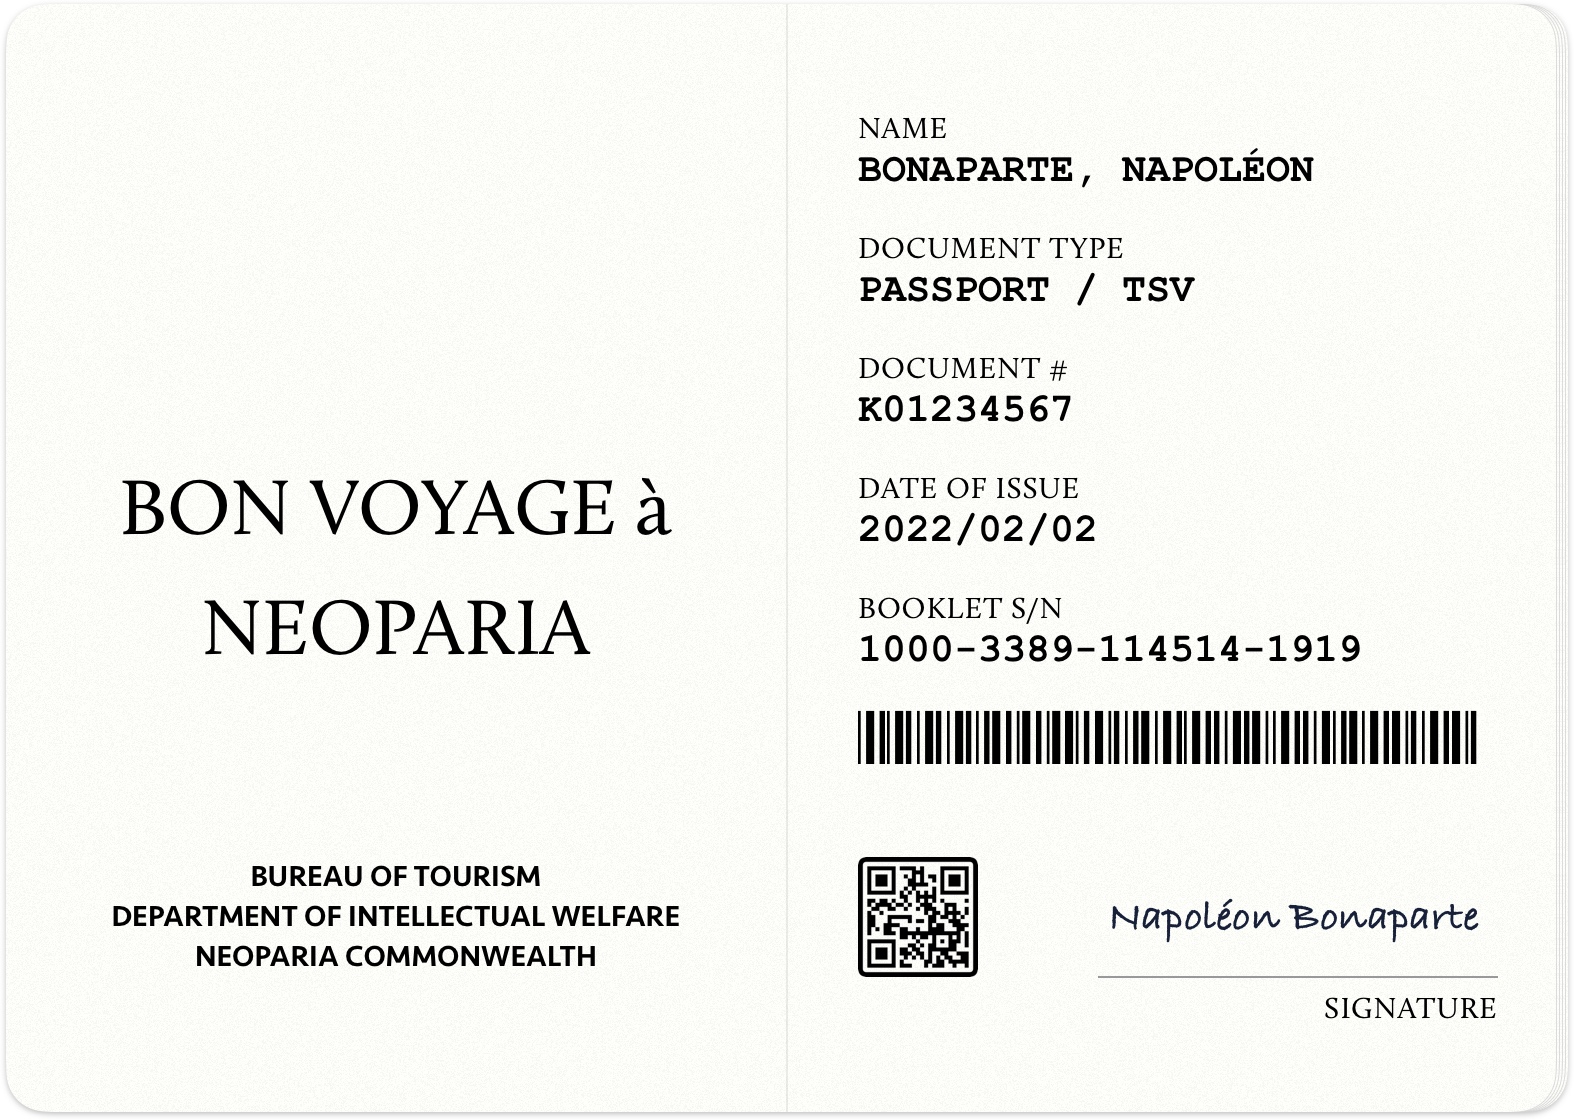 BON VOYAGE à
NEOPARIA
BUREAU OF TOURISM
DEPARTMENT OF INTELLECTUAL WELFARE
NEOPARIA COMMONWEALTH
NAME
BONAPARTE, NAPOLÉON
DOCUMENT TYPE
PASSPORT / TSV
DOCUMENT #
K01234567
DATE OF ISSUE
2022/02/02
BOOKLET S/N
1000-3389-114514-1919
Napoléon Bonaparte
SIGNATURE